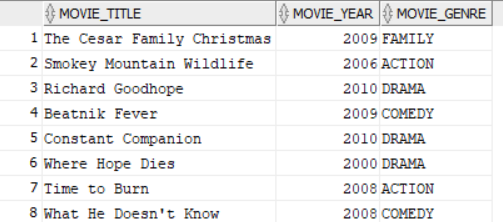 MOVIE_TITLE MOVIE_YEAR MOVIE_GENRE
1 The Cesar Family Christmas 2009 FAMILY
2 Smokey Mountain Wildlife 2006 ACTION
3 Richard Goodhope 2010 DRAMA
4 Beatnik Fever 2009 COMEDY
5 Constant Companion 2010 DRAMA
6 Where Hope Dies 2000 DRAMA
7 Time to Burn 2008 ACTION
8 What He Doesn't Know 2008 COMEDY